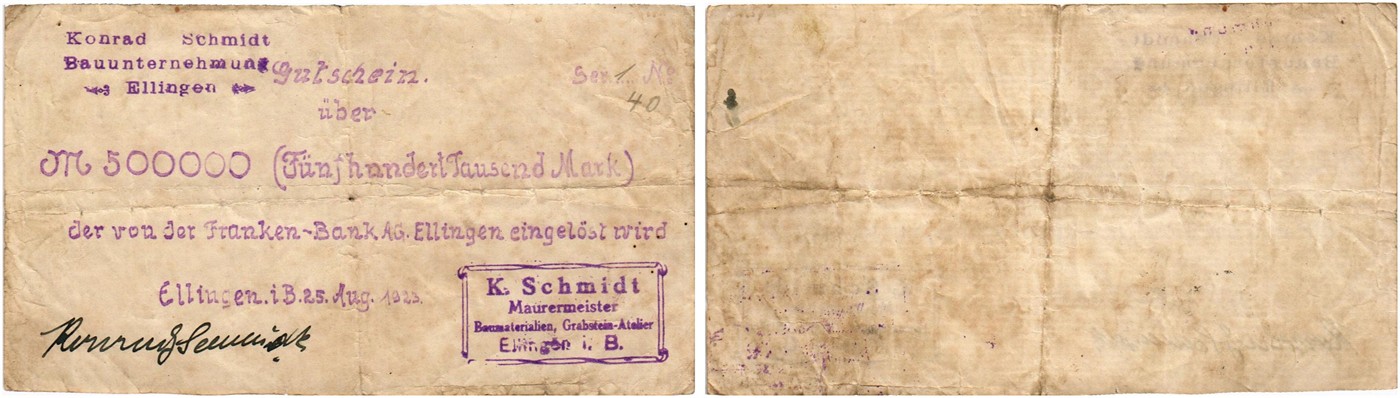 Konrad Schmidt
Bauunternehmung
Ellingen
Gutschein.
Ser. 1 No
40
über
M 500000 (Fünfhundert Tausend Mark)
der von der Franken-Bank AG. Ellingen eingelöst wird
Ellingen. i B. 25. Aug. 1923.
Konrad Schmidt
K. Schmidt
Maurermeister
Baumaterialien, Grabstein-Atelier
Ellingen i. B.